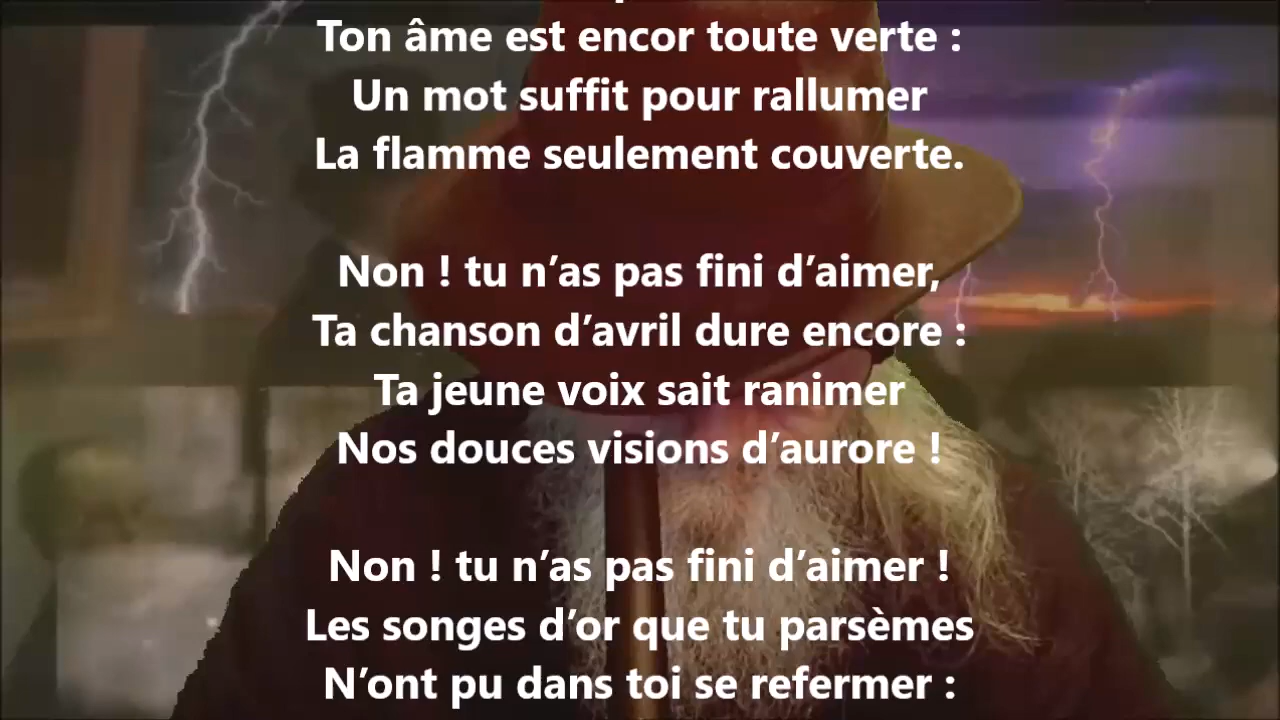 Ton âme est encor toute verte :
Un mot suffit pour rallumer
La flamme seulement couverte.
Non ! tu n’as pas fini d’aimer,
Ta chanson d’avril dure encore :
Ta jeune voix sait ranimer
Nos douces visions d’aurore !
Non ! tu n’as pas fini d’aimer !
Les songes d’or que tu parsèmes
N’ont pu dans toi se refermer :